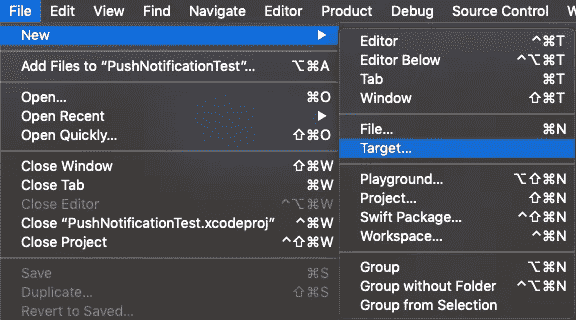 File Edit View Find Navigate Editor Product Debug Source Control
New ▶
Add Files to “PushNotificationTest”... ⌥⌘A
Open... ⌘O
Open Recent ▶
Open Quickly... ⇧⌘O
Close Window ⇧⌘W
Close Tab ⌘W
Close Editor ^⌥⌘W
Close “PushNotificationTest.xcodeproj” ^⌘W
Close Project ^⇧⌘W
Save ⌘S
Duplicate... ⇧⌘S
Revert to Saved...
Editor ^⌘T
Editor Below ^⌥⌘T
Tab ⌘T
Window ⇧⌘T
File... ⌘N
Target...
Playground... ⌥⇧⌘N
Project... ⇧⌘N
Swift Package... ^⇧⌘N
Workspace... ^⌘N
Group ⌥⌘N
Group without Folder ^⌥⌘N
Group from Selection